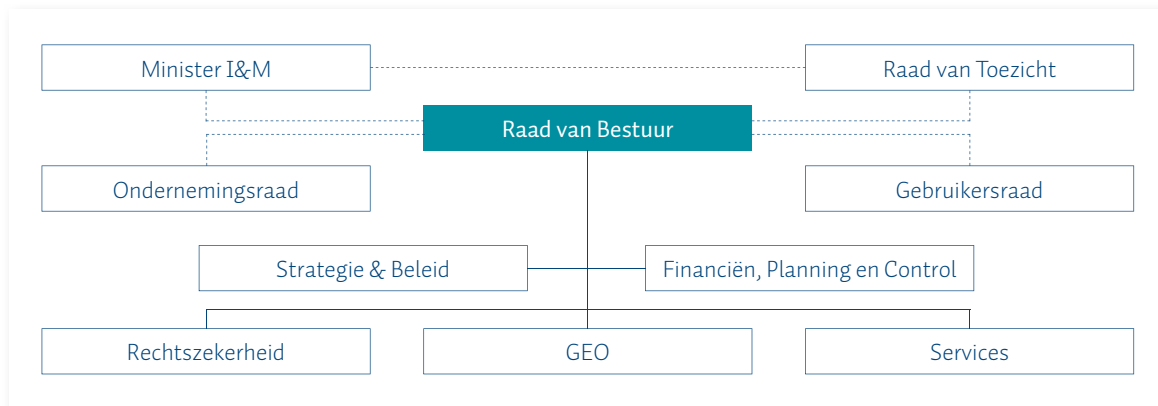 Minister I&M
Raad van Toezicht
Raad van Bestuur
Ondernemingsraad
Gebruikersraad
Strategie & Beleid
Financiën, Planning en Control
Rechtszekerheid
GEO
Services